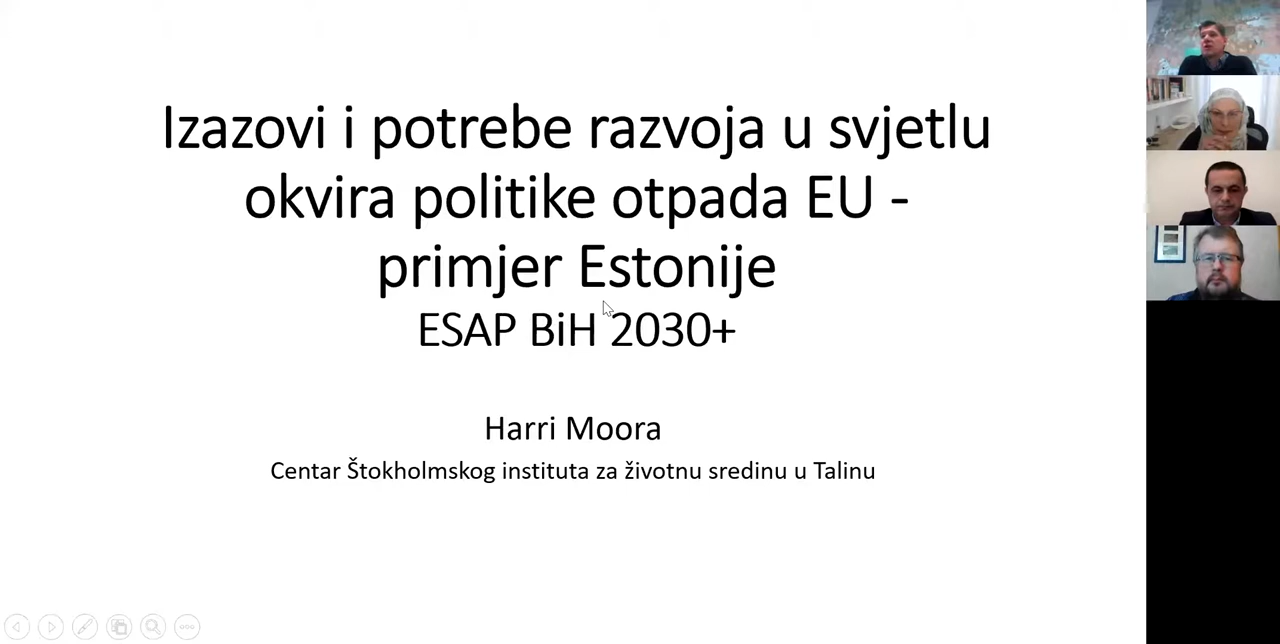 Izazovi i potrebe razvoja u svjetlu
okvira politike otpada EU -
primjer Estonije
ESAP BiH 2030+
Harri Moora
Centar Štokholmskog instituta za životnu sredinu u Talinu